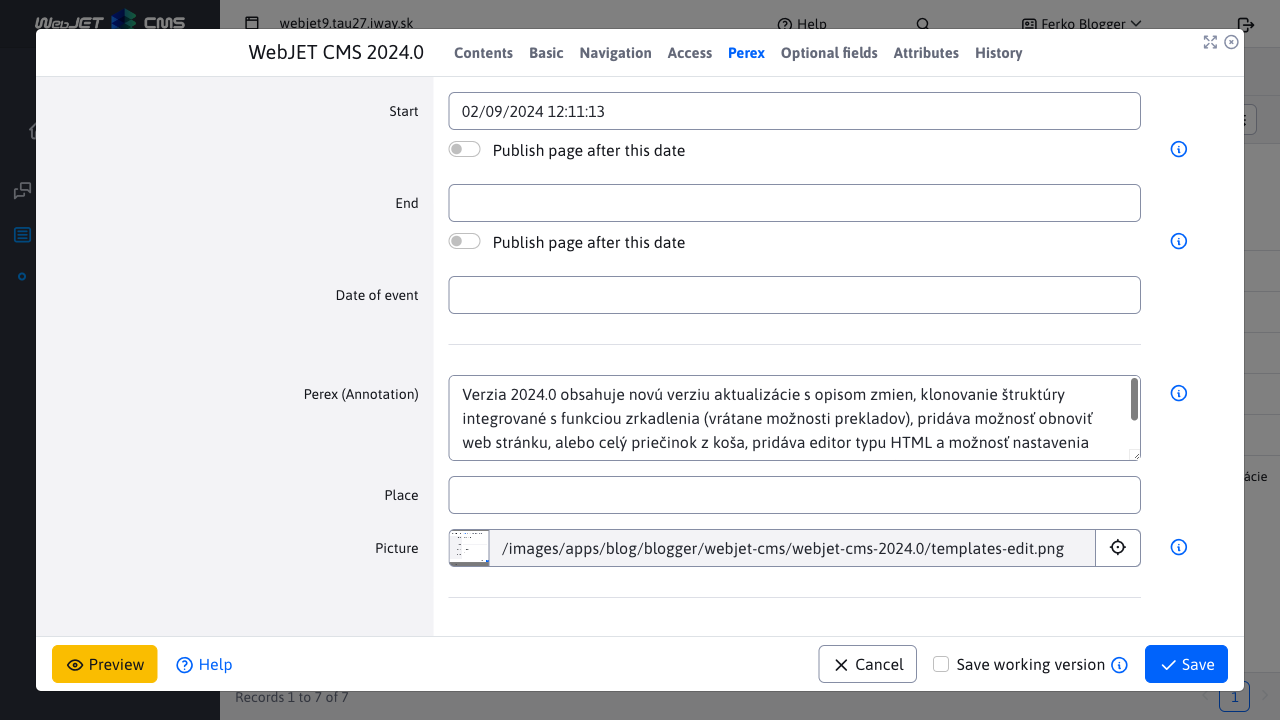 WebJET CMS
webjet9.tau27.iway.sk
Help
Ferko Blogger
WebJET CMS 2024.0
Contents
Basic
Navigation
Access
Perex
Optional fields
Attributes
History
Start
02/09/2024 12:11:13
Publish page after this date
End
Publish page after this date
Date of event
Perex (Annotation)
Verzia 2024.0 obsahuje novú verziu aktualizácie s opisom zmien, klonovanie štruktúry
integrované s funkciou zrkadlenia (vrátane možnosti prekladov), pridáva možnosť obnoviť
web stránku, alebo celý priečinok z koša, pridáva editor typu HTML a možnosť nastavenia
ácie
Place
Picture
/images/apps/blog/blogger/webjet-cms/webjet-cms-2024.0/templates-edit.png
Preview
Help
Cancel
Save working version
Save
Records 1 to 7 of 7
1